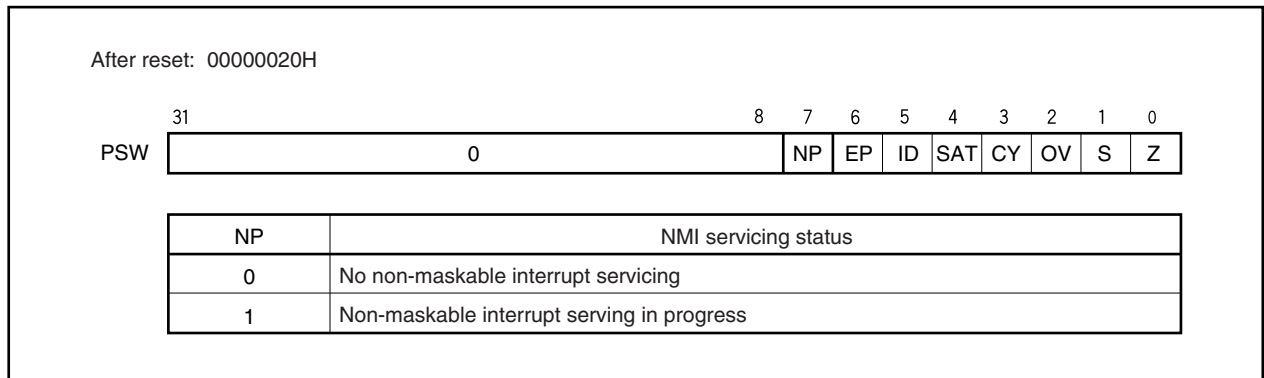 After reset: 00000020H
31 8 7 6 5 4 3 2 1 0
PSW 0 NP EP ID SAT CY OV S Z
NP NMI servicing status
0 No non-maskable interrupt servicing
1 Non-maskable interrupt serving in progress